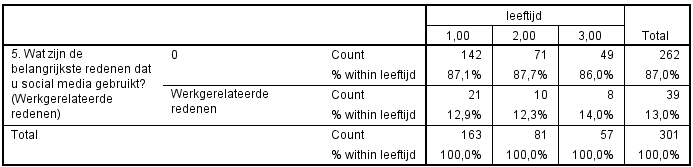 leeftijd
1,00 2,00 3,00 Total
5. Wat zijn de belangrijkste redenen dat u social media gebruikt? (Werkgerelateerde redenen) 0 Count 142 71 49 262
% within leeftijd 87,1% 87,7% 86,0% 87,0%
Werkgerelateerde redenen Count 21 10 8 39
% within leeftijd 12,9% 12,3% 14,0% 13,0%
Total Count 163 81 57 301
% within leeftijd 100,0% 100,0% 100,0% 100,0%